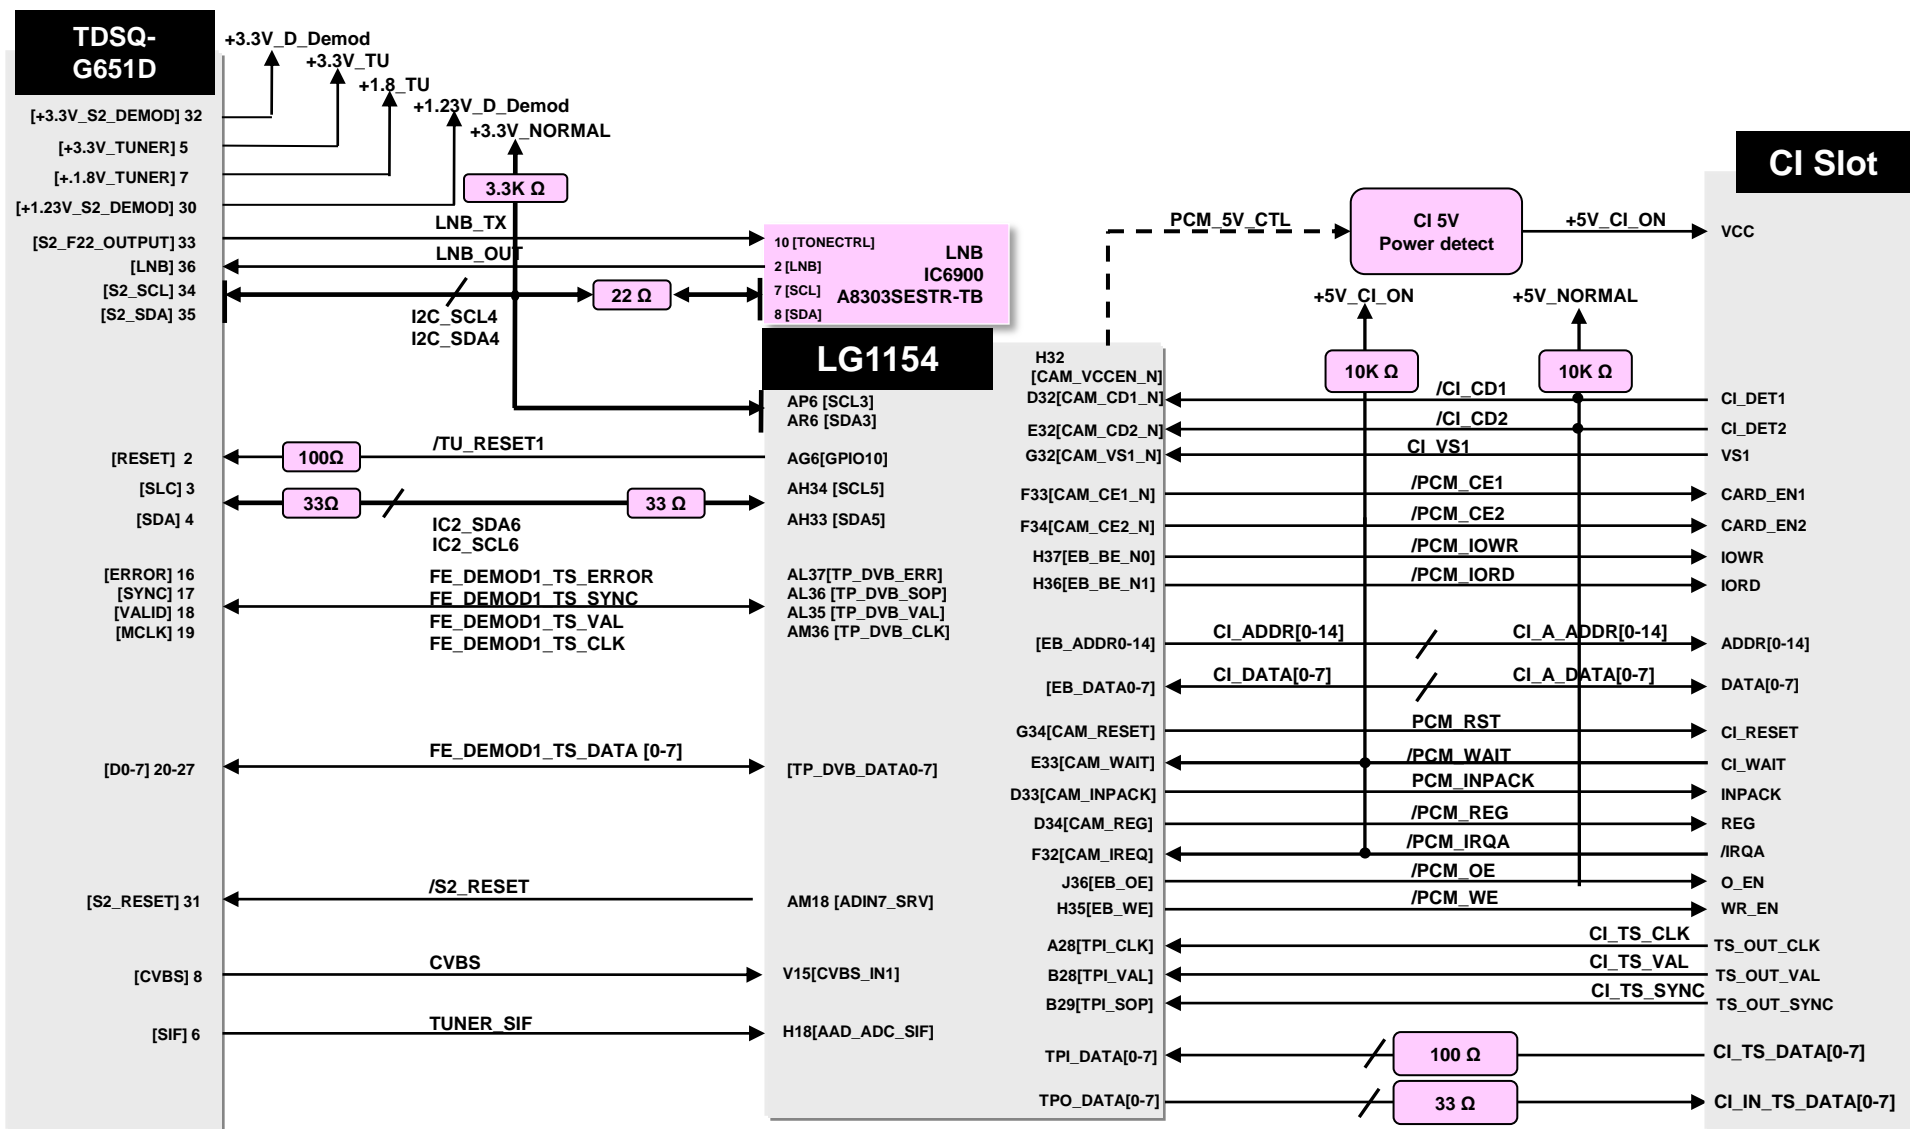 TDSQ-
G651D
+3.3V_D_Demod
+3.3V_TU
+1.8_TU
+1.23V_D_Demod
+3.3V_NORMAL
3.3K Ω
[+3.3V_S2_DEMOD] 32
[+3.3V_TUNER] 5
[+.1.8V_TUNER] 7
[+1.23V_S2_DEMOD] 30
[S2_F22_OUTPUT] 33
[LNB] 36
[S2_SCL] 34
[S2_SDA] 35
[RESET] 2
[SLC] 3
[SDA] 4
[ERROR] 16
[SYNC] 17
[VALID] 18
[MCLK] 19
[D0-7] 20-27
[S2_RESET] 31
[CVBS] 8
[SIF] 6
LNB_TX
LNB_OUT
22 Ω
I2C_SCL4
I2C_SDA4
/TU_RESET1
100Ω
33Ω
33 Ω
IC2_SDA6
IC2_SCL6
FE_DEMOD1_TS_ERROR
FE_DEMOD1_TS_SYNC
FE_DEMOD1_TS_VAL
FE_DEMOD1_TS_CLK
FE_DEMOD1_TS_DATA [0-7]
/S2_RESET
CVBS
TUNER_SIF
10 [TONECTRL]
2 [LNB]
7 [SCL]
8 [SDA]
LNB
IC6900
A8303SESTR-TB
LG1154
AP6 [SCL3]
AR6 [SDA3]
AG6[GPIO10]
AH34 [SCL5]
AH33 [SDA5]
AL37[TP_DVB_ERR]
AL36 [TP_DVB_SOP]
AL35 [TP_DVB_VAL]
AM36 [TP_DVB_CLK]
[TP_DVB_DATA0-7]
AM18 [ADIN7_SRV]
V15[CVBS_IN1]
H18[AAD_ADC_SIF]
H32
[CAM_VCCEN_N]
D32[CAM_CD1_N]
E32[CAM_CD2_N]
G32[CAM_VS1_N]
F33[CAM_CE1_N]
F34[CAM_CE2_N]
H37[EB_BE_N0]
H36[EB_BE_N1]
[EB_ADDR0-14]
[EB_DATA0-7]
G34[CAM_RESET]
E33[CAM_WAIT]
D33[CAM_INPACK]
D34[CAM_REG]
F32[CAM_IREQ]
J36[EB_OE]
H35[EB_WE]
A28[TPI_CLK]
B28[TPI_VAL]
B29[TPI_SOP]
TPI_DATA[0-7]
TPO_DATA[0-7]
PCM_5V_CTL
CI 5V
Power detect
+5V_CI_ON
+5V_CI_ON
+5V_NORMAL
10K Ω
10K Ω
/CI_CD1
/CI_CD2
CI_VS1
/PCM_CE1
/PCM_CE2
/PCM_IOWR
/PCM_IORD
CI_ADDR[0-14]
CI_A_ADDR[0-14]
CI_DATA[0-7]
CI_A_DATA[0-7]
PCM_RST
/PCM_WAIT
PCM_INPACK
/PCM_REG
/PCM_IRQA
/PCM_OE
/PCM_WE
CI_TS_CLK
CI_TS_VAL
CI_TS_SYNC
100 Ω
33 Ω
CI Slot
VCC
CI_DET1
CI_DET2
VS1
CARD_EN1
CARD_EN2
IOWR
IORD
ADDR[0-14]
DATA[0-7]
CI_RESET
CI_WAIT
INPACK
REG
/IRQA
O_EN
WR_EN
TS_OUT_CLK
TS_OUT_VAL
TS_OUT_SYNC
CI_TS_DATA[0-7]
CI_IN_TS_DATA[0-7]